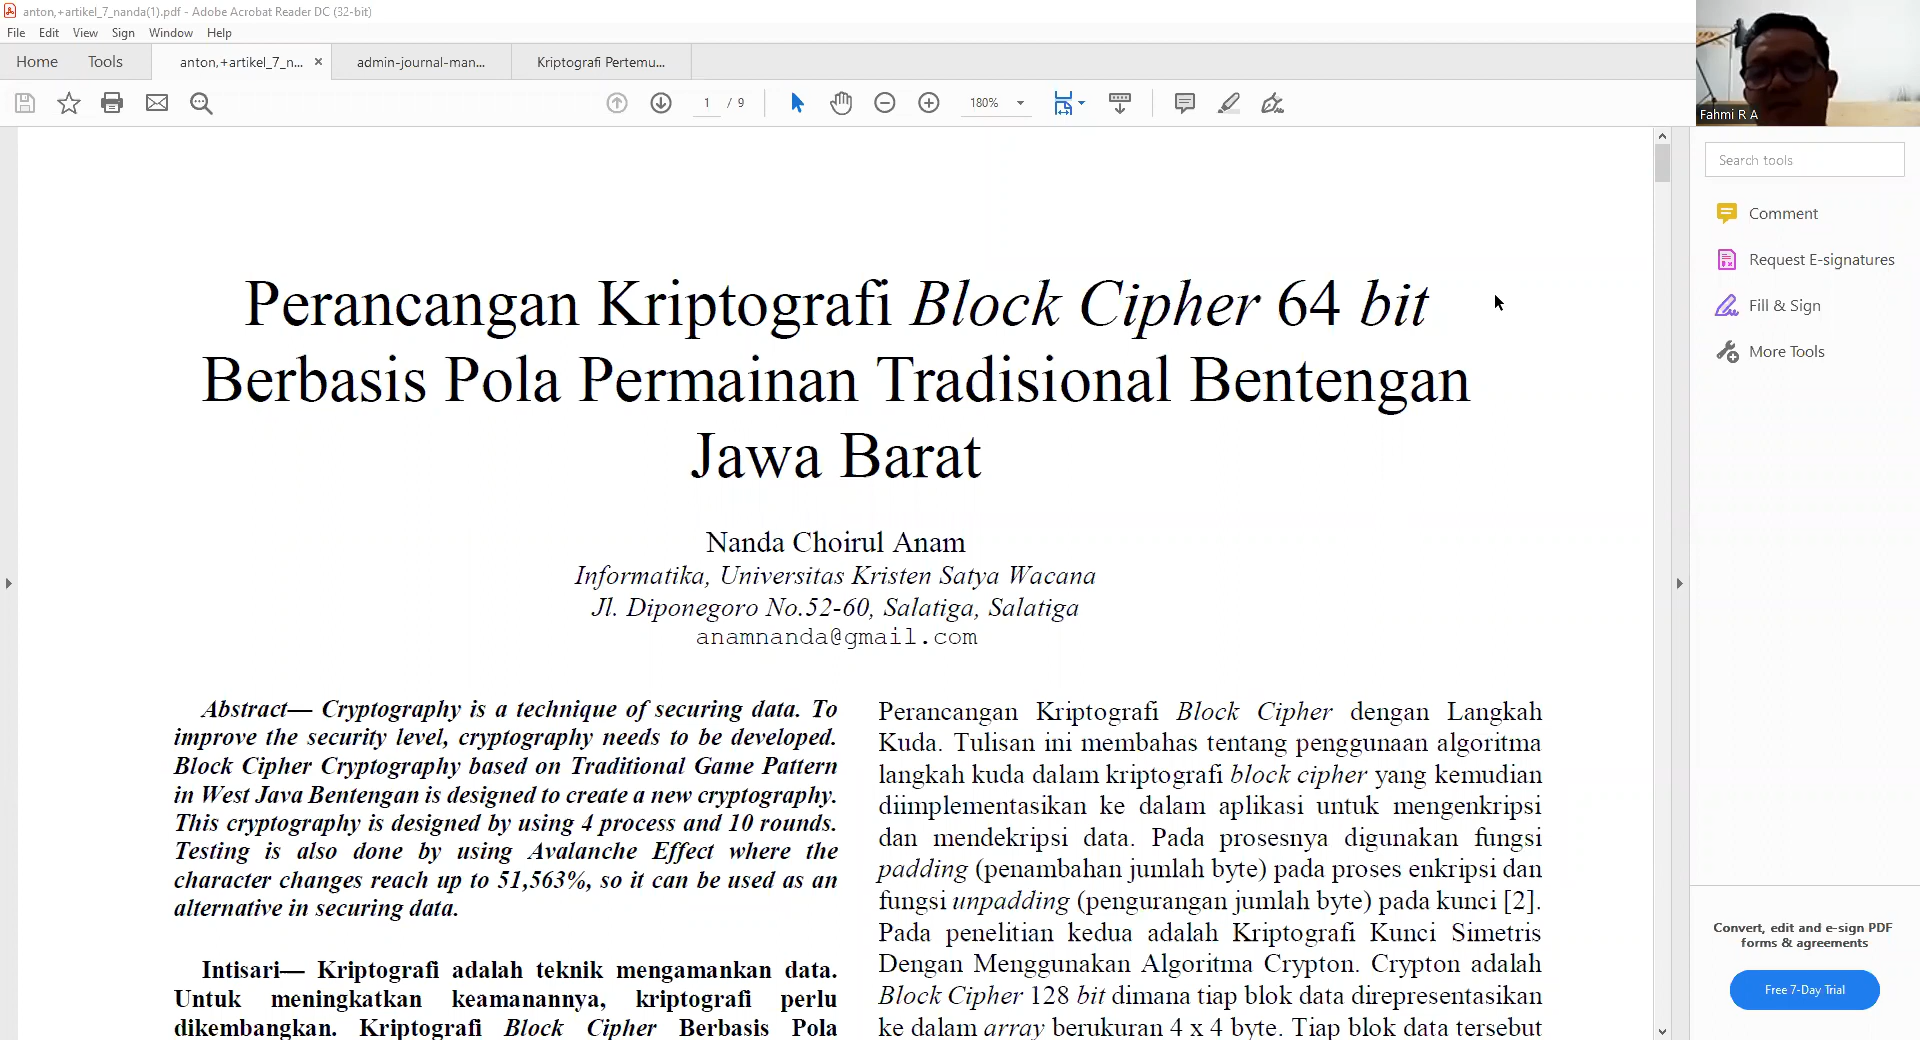 anton,+artikel_7_nanda(1).pdf - Adobe Acrobat Reader DC (32-bit)
File Edit View Sign Window Help
Home Tools anton,+artikel_7_n... × admin-journal-man... Kriptografi Pertemu...
1 / 9 180%
Fahmi R A
Search tools
Comment
Request E-signatures
Fill & Sign
More Tools
Convert, edit and e-sign PDF
forms & agreements
Free 7-Day Trial
Perancangan Kriptografi Block Cipher 64 bit
Berbasis Pola Permainan Tradisional Bentengan
Jawa Barat
Nanda Choirul Anam
Informatika, Universitas Kristen Satya Wacana
Jl. Diponegoro No.52-60, Salatiga, Salatiga
anamnanda@gmail.com
Abstract— Cryptography is a technique of securing data. To
improve the security level, cryptography needs to be developed.
Block Cipher Cryptography based on Traditional Game Pattern
in West Java Bentengan is designed to create a new cryptography.
This cryptography is designed by using 4 process and 10 rounds.
Testing is also done by using Avalanche Effect where the
character changes reach up to 51,563%, so it can be used as an
alternative in securing data.
Intisari— Kriptografi adalah teknik mengamankan data.
Untuk meningkatkan keamanannya, kriptografi perlu
dikembangkan. Kriptografi Block Cipher Berbasis Pola
Perancangan Kriptografi Block Cipher dengan Langkah
Kuda. Tulisan ini membahas tentang penggunaan algoritma
langkah kuda dalam kriptografi block cipher yang kemudian
diimplementasikan ke dalam aplikasi untuk mengenkripsi
dan mendekripsi data. Pada prosesnya digunakan fungsi
padding (penambahan jumlah byte) pada proses enkripsi dan
fungsi unpadding (pengurangan jumlah byte) pada kunci [2].
Pada penelitian kedua adalah Kriptografi Kunci Simetris
Dengan Menggunakan Algoritma Crypton. Crypton adalah
Block Cipher 128 bit dimana tiap blok data direpresentasikan
ke dalam array berukuran 4 x 4 byte. Tiap blok data tersebut